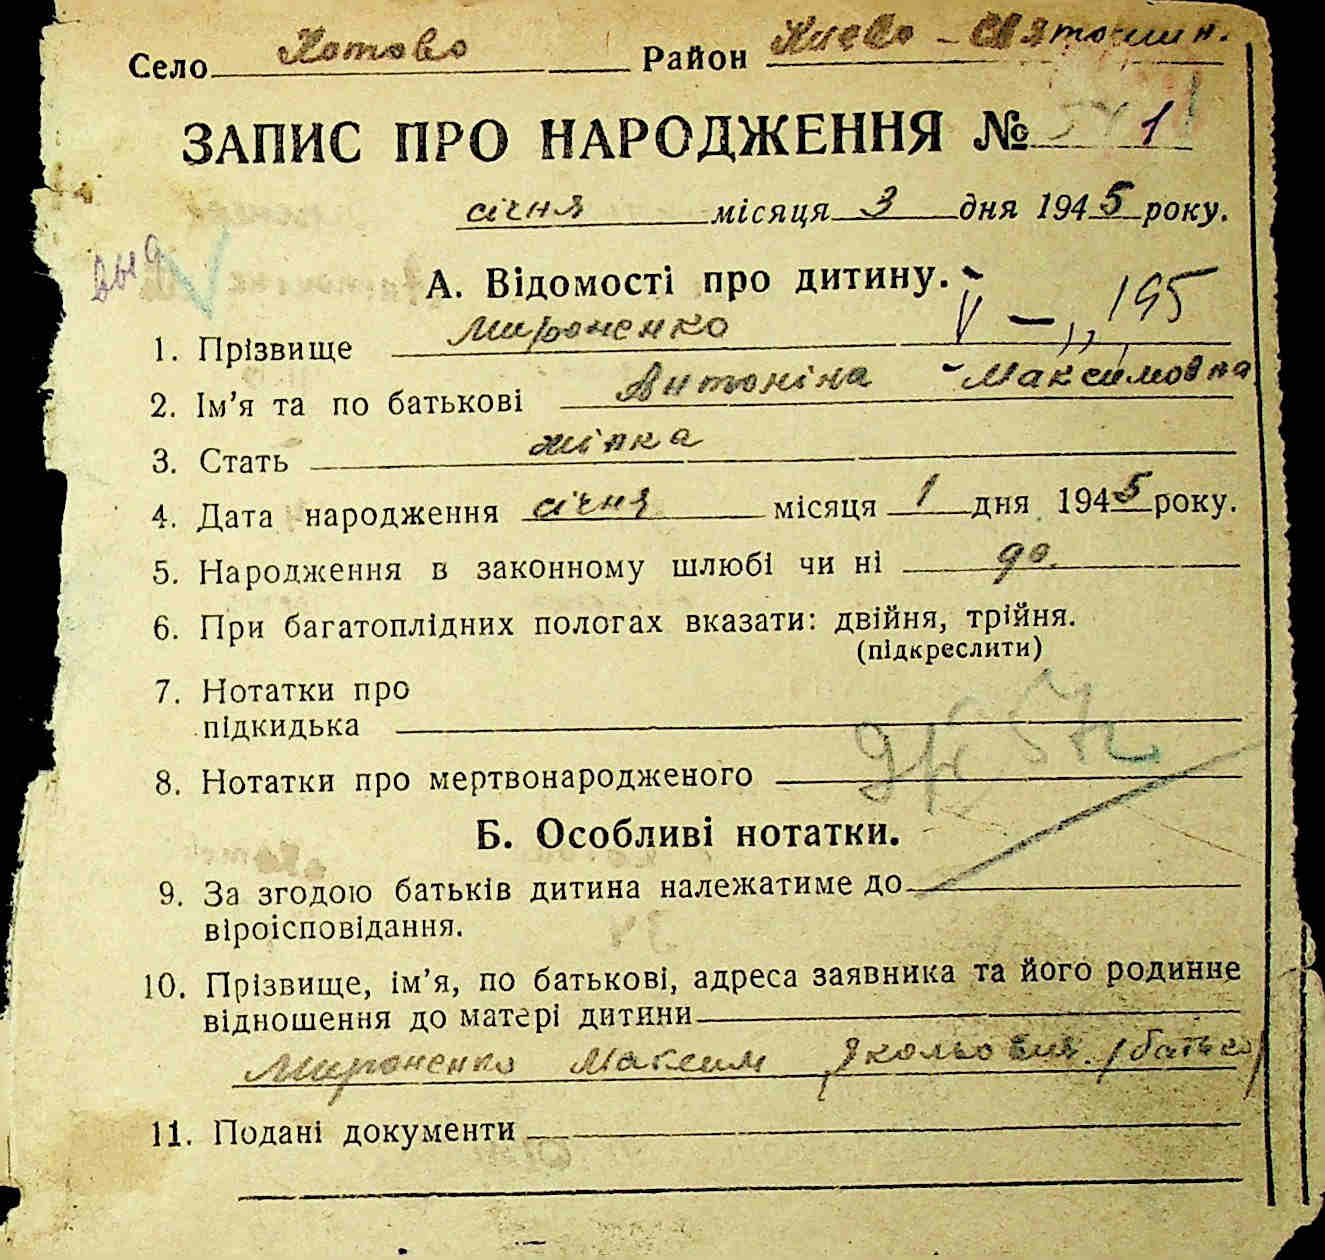 Село Хотово Район Києво - Святошин.
ЗАПИС ПРО НАРОДЖЕННЯ № 1
січня місяця 3 дня 1945 року.
выд
А. Відомості про дитину.
V - ,, 195
1. Прізвище Мироненко
2. Ім’я та по батькові Антоніна Максимовна
3. Стать жінка
4. Дата народження січня місяця 1 дня 1945 року.
5. Народження в законному шлюбі чи ні до.
6. При багатоплідних пологах вказати: двійня, трійня.
(підкреслити)
7. Нотатки про
підкидька
8. Нотатки про мертвонародженого
Б. Особливі нотатки.
9. За згодою батьків дитина належатиме до
віроісповідання.
10. Прізвище, ім’я, по батькові, адреса заявника та його родинне
відношення до матері дитини
Мироненко Максим (батько)
11. Подані документи